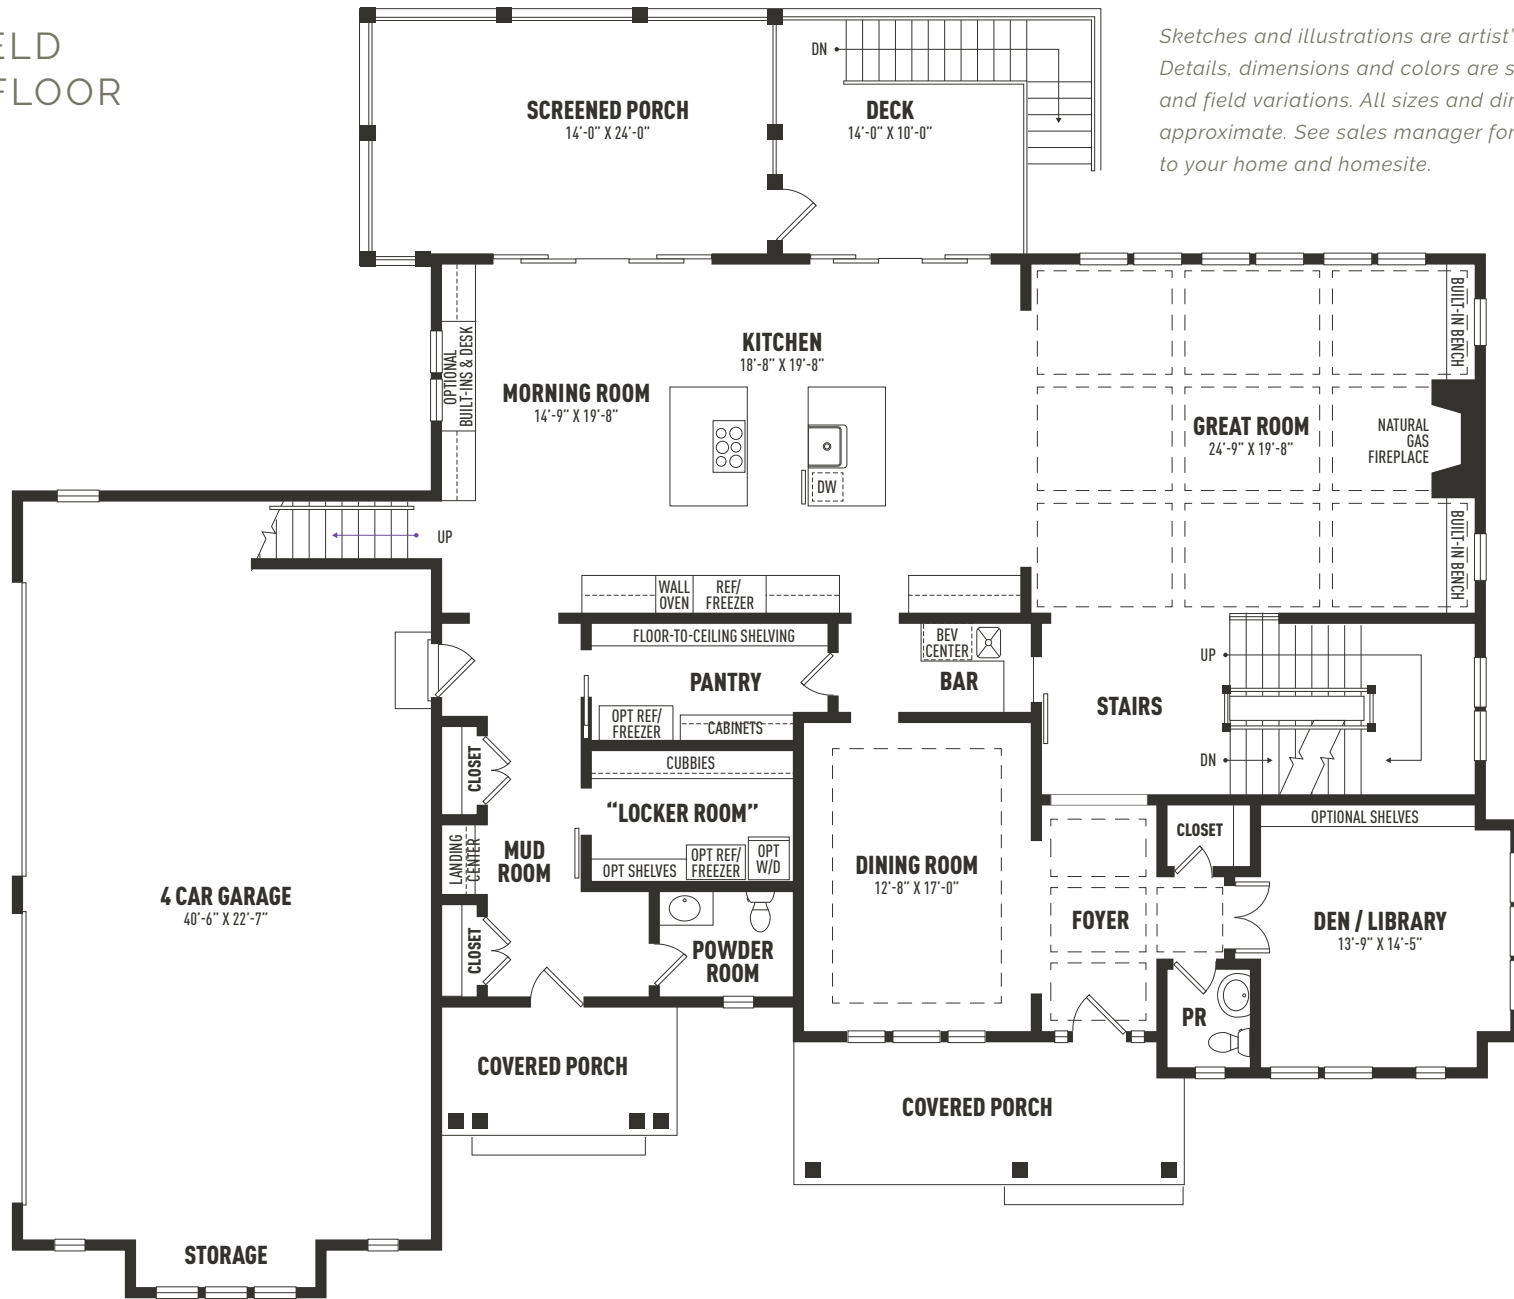 ELD
FLOOR
Sketches and illustrations are artist'
Details, dimensions and colors are s
and field variations. All sizes and di
approximate. See sales manager for
to your home and homesite.
DN
SCREENED PORCH
14'-0" X 24'-0"
DECK
14'-0" X 10'-0"
OPTIONAL
BUILT-INS & DESK
MORNING ROOM
14'-9" X 19'-8"
KITCHEN
18'-8" X 19'-8"
DW
GREAT ROOM
24'-9" X 19'-8"
BUILT-IN BENCH
NATURAL
GAS
FIREPLACE
BUILT-IN BENCH
UP
WALL
OVEN
REF/
FREEZER
FLOOR-TO-CEILING SHELVING
PANTRY
OPT REF/
FREEZER
CABINETS
BEV
CENTER
BAR
STAIRS
UP
DN
CLOSET
CUBBIES
"LOCKER ROOM"
OPT SHELVES
OPT REF/
FREEZER
OPT
W/D
LANDING
CENTER
MUD
ROOM
CLOSET
POWDER
ROOM
4 CAR GARAGE
40'-6" X 22'-7"
DINING ROOM
12'-8" X 17'-0"
FOYER
CLOSET
OPTIONAL SHELVES
DEN / LIBRARY
13'-9" X 14'-5"
PR
COVERED PORCH
COVERED PORCH
STORAGE